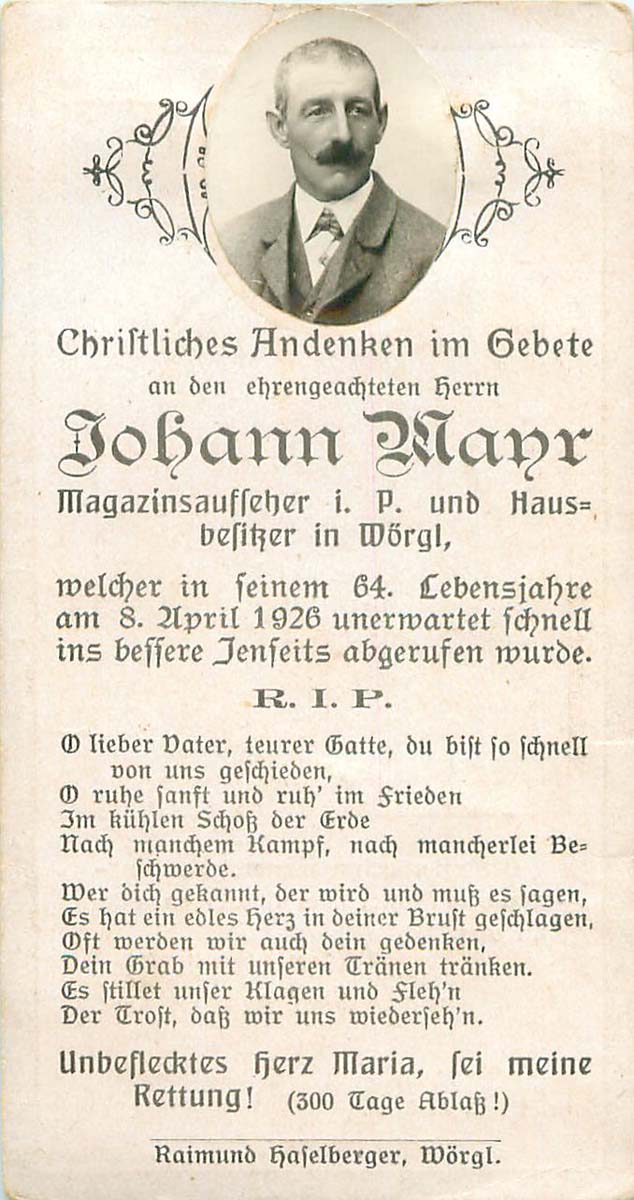 Christliches Andenken im Gebete
an den ehrengeachteten Herrn
Johann Mayr
Magazinsaufseher i. P. und Haus=
besitzer in Wörgl,
welcher in seinem 64. Lebensjahre
am 8. April 1926 unerwartet schnell
ins bessere Jenseits abgerufen wurde.
R. I. P.
O lieber Vater, teurer Gatte, du bist so schnell
von uns geschieden,
O ruhe sanft und ruh' im Frieden
Im kühlen Schoß der Erde
Nach manchem Kampf, nach mancherlei Be=
schwerde.
Wer dich gekannt, der wird und muß es sagen,
Es hat ein edles Herz in deiner Brust geschlagen,
Oft werden wir auch dein gedenken,
Dein Grab mit unseren Tränen tränken.
Es stillet unser Klagen und Fleh'n
Der Trost, daß wir uns wiederseh'n.
Unbeflecktes Herz Maria, sei meine
Rettung! (300 Tage Ablaß!)
Raimund Haselberger, Wörgl.